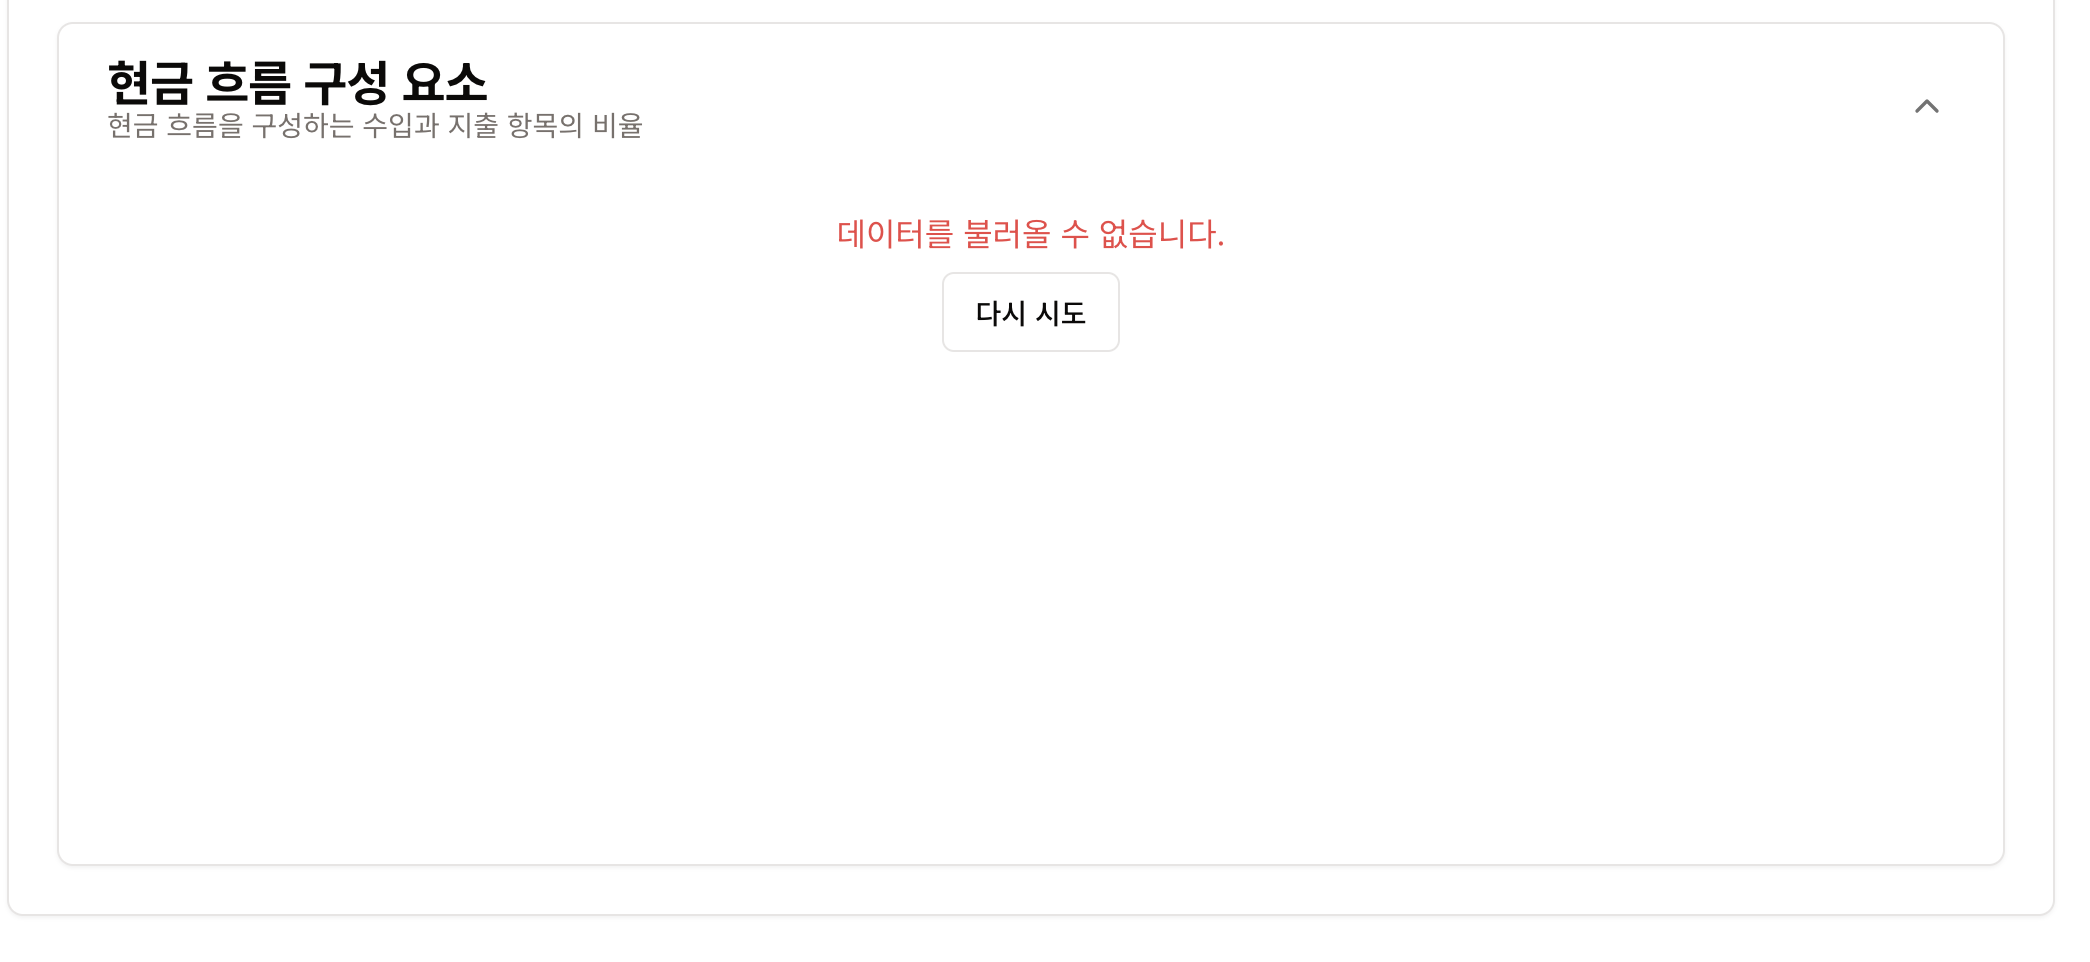 현금 흐름 구성 요소
현금 흐름을 구성하는 수입과 지출 항목의 비율
데이터를 불러올 수 없습니다.
다시 시도